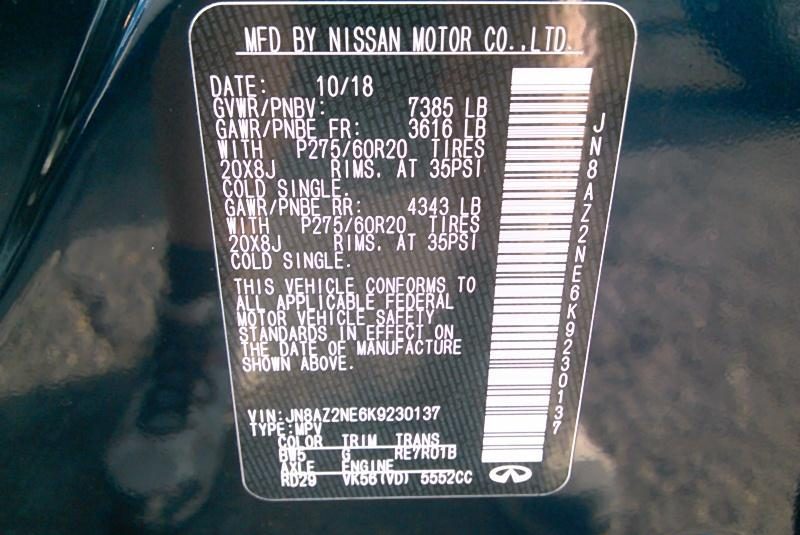 MFD BY NISSAN MOTOR CO.,LTD.
DATE: 10/18
GVWR/PNBV: 7385 LB
GAWR/PNBE FR: 3616 LB
WITH P275/60R20 TIRES
20X8J RIMS. AT 35PSI
COLD SINGLE.
GAWR/PNBE RR: 4343 LB
WITH P275/60R20 TIRES
20X8J RIMS. AT 35PSI
COLD SINGLE.
THIS VEHICLE CONFORMS TO
ALL APPLICABLE FEDERAL
MOTOR VEHICLE SAFETY
STANDARDS IN EFFECT ON
THE DATE OF MANUFACTURE
SHOWN ABOVE.
VIN:JN8AZ2NE6K9230137
TYPE:MPV
COLOR TRIM TRANS
BW5 G RE7R01B
AXLE ENGINE
RD29 VK56(VD) 5552CC
JN8AZ2NE6K9230137